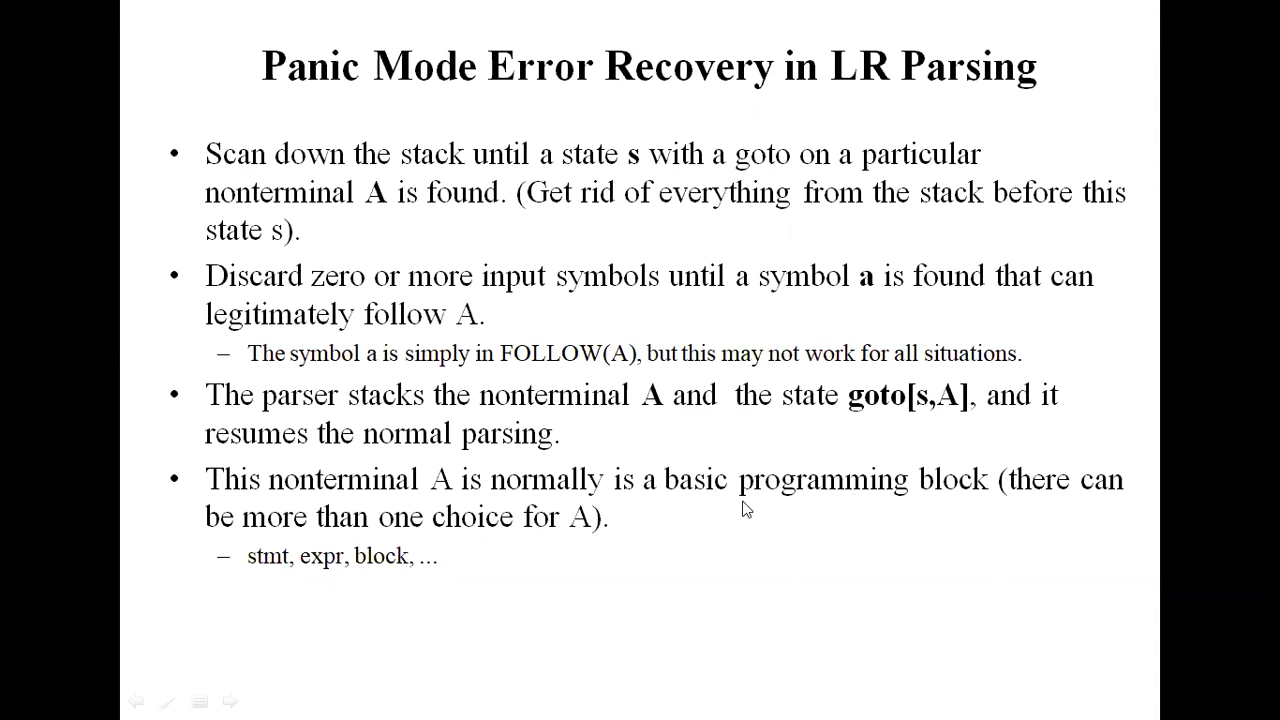 Panic Mode Error Recovery in LR Parsing
• Scan down the stack until a state s with a goto on a particular
nonterminal A is found. (Get rid of everything from the stack before this
state s).
• Discard zero or more input symbols until a symbol a is found that can
legitimately follow A.
– The symbol a is simply in FOLLOW(A), but this may not work for all situations.
• The parser stacks the nonterminal A and the state goto[s,A], and it
resumes the normal parsing.
• This nonterminal A is normally is a basic programming block (there can
be more than one choice for A).
– stmt, expr, block, ...